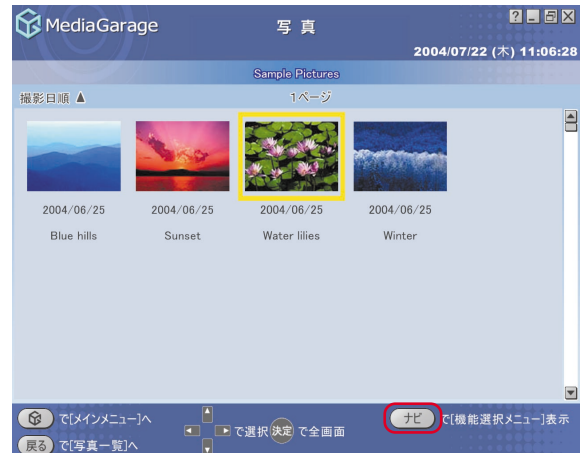 MediaGarage
写真
2004/07/22 (木) 11:06:28
Sample Pictures
撮影日順 ▲
1ページ
2004/06/25 2004/06/25 2004/06/25 2004/06/25
Blue hills Sunset Water lilies Winter
で[メインメニュー]へ
で選択 決定 で全画面
ナビ で[機能選択メニュー]表示
戻る で[写真一覧]へ